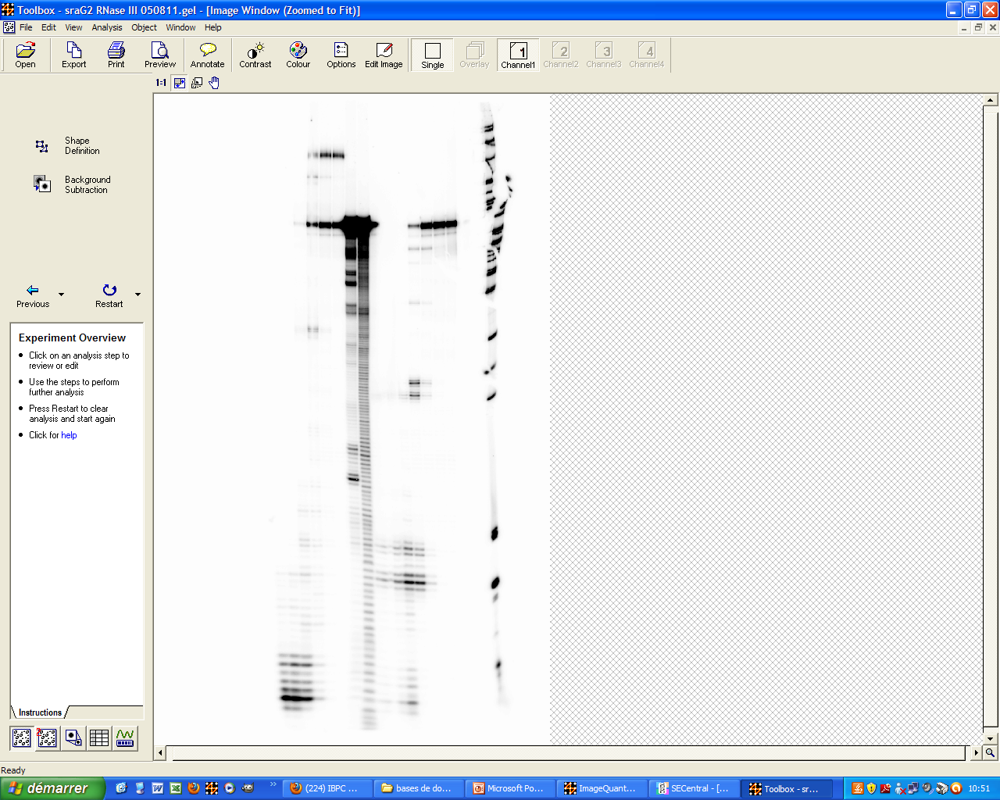 Toolbox - sraG2 RNase III 050811.gel - [Image Window (Zoomed to Fit)]
File Edit View Analysis Object Window Help
Open Export Print Preview Annotate Contrast Colour Options Edit Image Single Overlay Channel1 Channel2 Channel3 Channel4
1:1
Shape
Definition
Background
Subtraction
Previous Restart
Experiment Overview
Click on an analysis step to
review or edit
Use the steps to perform
further analysis
Press Restart to clear
analysis and start again
Click for help
Instructions
Ready
démarrer (224) IBPC ... bases de do... Microsoft Po... ImageQuant... SECentral - [... Toolbox - sr... 10:51